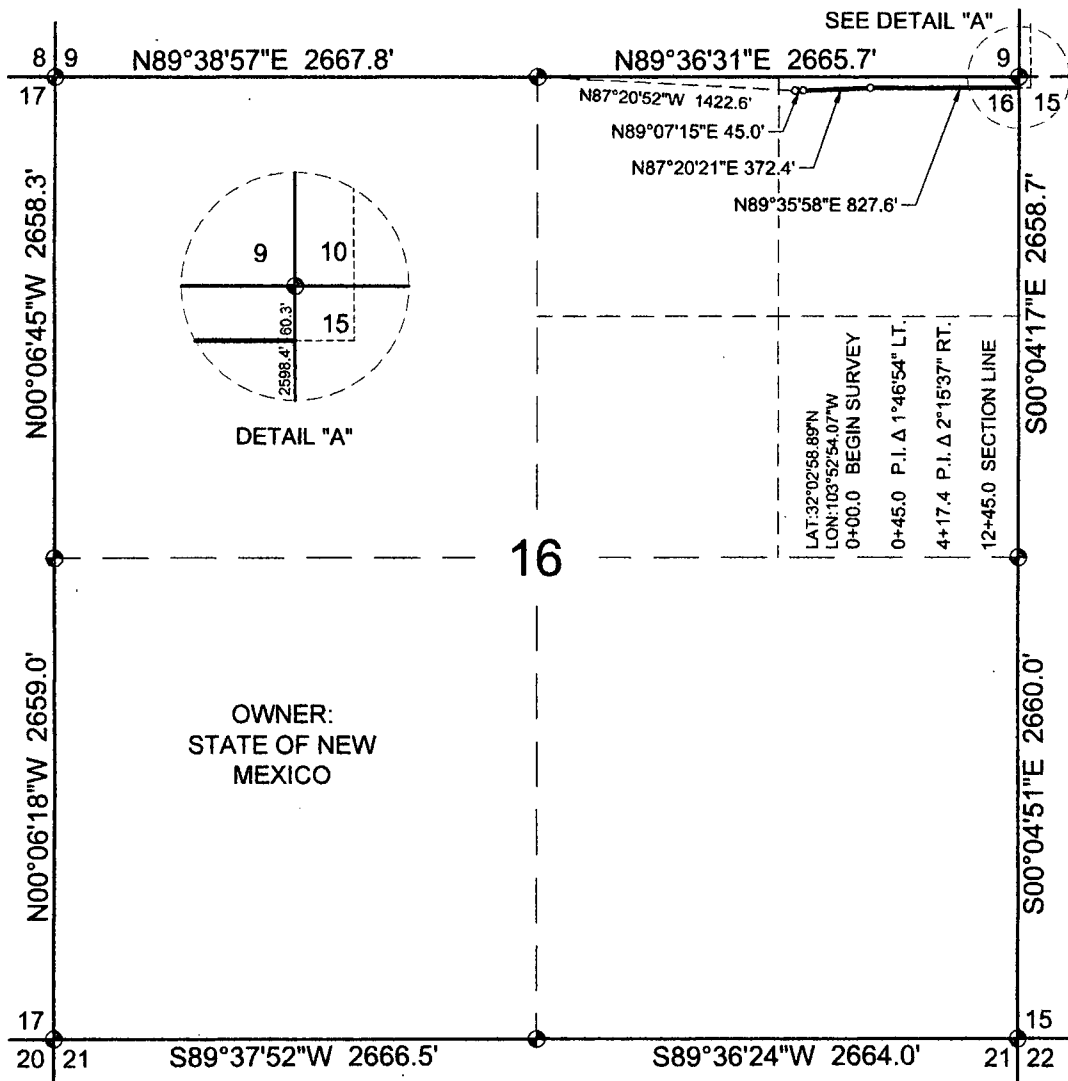 SEE DETAIL "A"
8 9
N89°38'57"E 2667.8'
N89°36'31"E 2665.7'
9
17
16 15
N87°20'52"W 1422.6'
N89°07'15"E 45.0'
N87°20'21"E 372.4'
N89°35'58"E 827.6'
N00°06'45"W 2658.3'
S00°04'17"E 2658.7'
9
10
15
60.3'
2598.4'
DETAIL "A"
LAT:32°02'58.89"N
LON:103°52'54.07"W
0+00.0 BEGIN SURVEY
0+45.0 P.I. Δ 1°46'54" LT.
4+17.4 P.I. Δ 2°15'37" RT.
12+45.0 SECTION LINE
16
N00°06'18"W 2659.0'
S00°04'51"E 2660.0'
OWNER:
STATE OF NEW
MEXICO
17
15
20 21
S89°37'52"W 2666.5'
S89°36'24"W 2664.0'
21 22